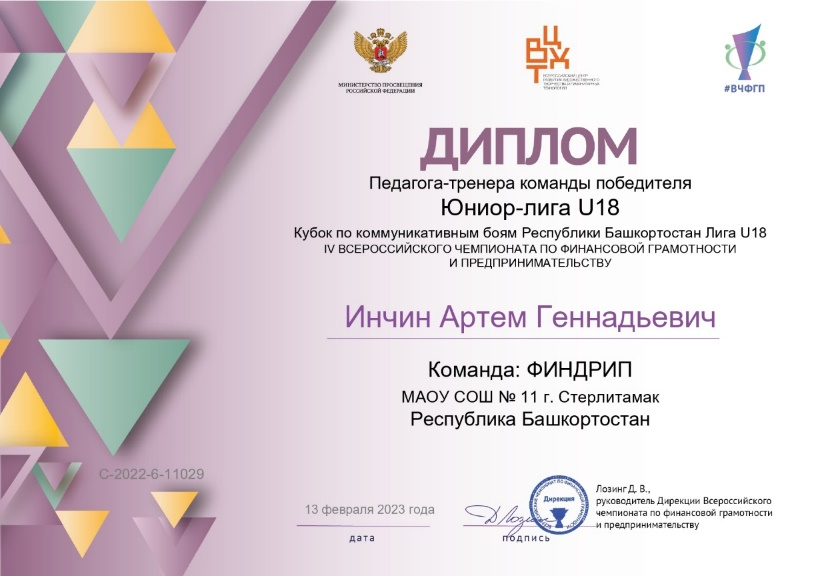 МИНИСТЕРСТВО ПРОСВЕЩЕНИЯ
РОССИЙСКОЙ ФЕДЕРАЦИИ
ВЦХТ
ВСЕРОССИЙСКИЙ ЦЕНТР
РАЗВИТИЯ ХУДОЖЕСТВЕННОГО
ТВОРЧЕСТВА И ГУМАНИТАРНЫХ
ТЕХНОЛОГИЙ
#ВЧФГП
ДИПЛОМ
Педагога-тренера команды победителя
Юниор-лига U18
Кубок по коммуникативным боям Республики Башкортостан Лига U18
IV ВСЕРОССИЙСКОГО ЧЕМПИОНАТА ПО ФИНАНСОВОЙ ГРАМОТНОСТИ
И ПРЕДПРИНИМАТЕЛЬСТВУ
Инчин Артем Геннадьевич
Команда: ФИНДРИП
МАОУ СОШ № 11 г. Стерлитамак
Республика Башкортостан
С-2022-6-11029
13 февраля 2023 года
дата
подпись
Дирекция
Лозинг Д. В.,
руководитель Дирекции Всероссийского
чемпионата по финансовой грамотности
и предпринимательству